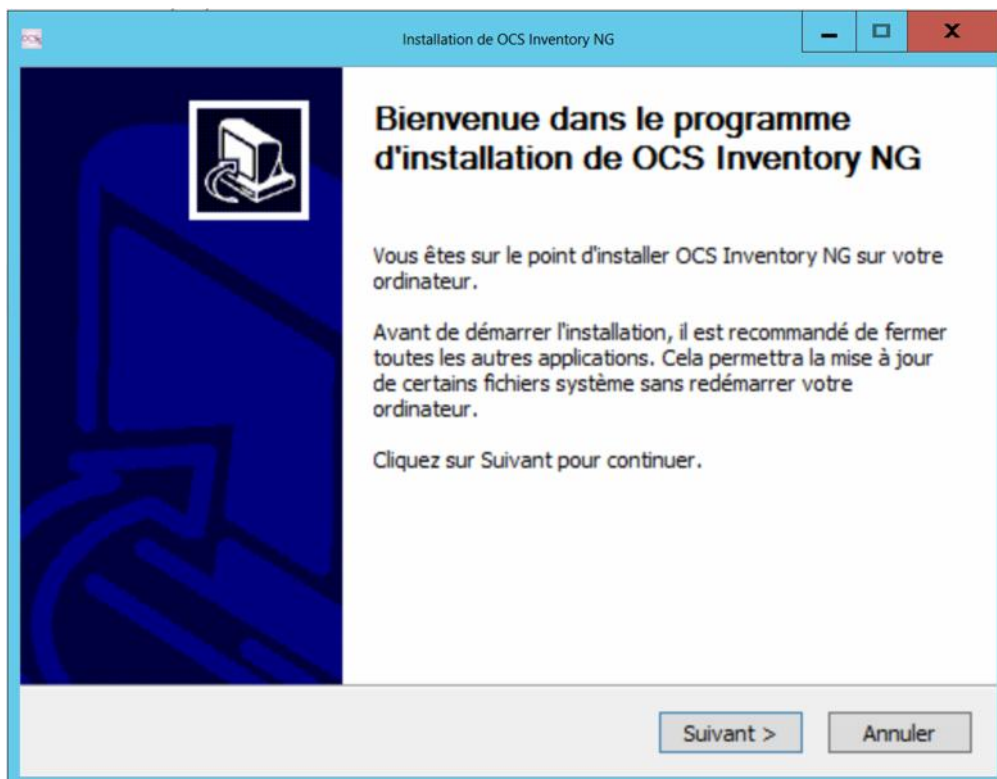 Installation de OCS Inventory NG
Bienvenue dans le programme
d'installation de OCS Inventory NG
Vous êtes sur le point d'installer OCS Inventory NG sur votre
ordinateur.
Avant de démarrer l'installation, il est recommandé de fermer
toutes les autres applications. Cela permettra la mise à jour
de certains fichiers système sans redémarrer votre
ordinateur.
Cliquez sur Suivant pour continuer.
Suivant >
Annuler